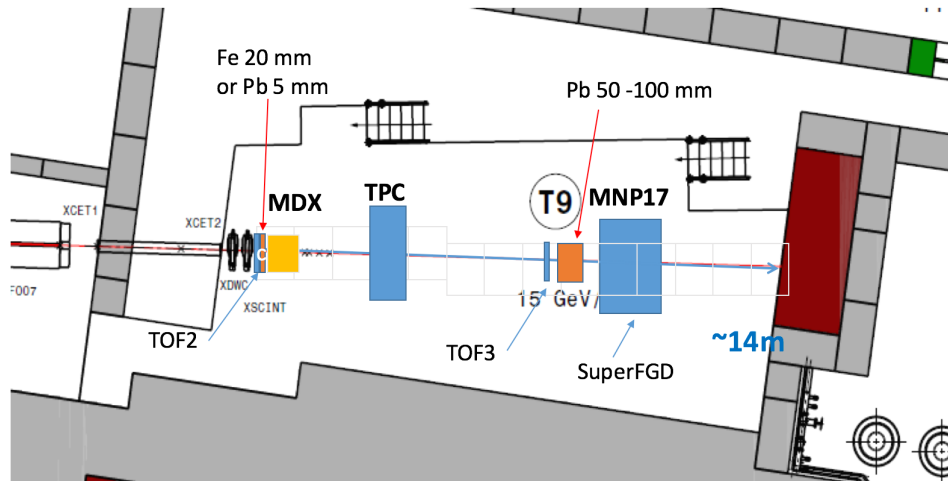 Fe 20 mm
or Pb 5 mm
Pb 50 -100 mm
XCET1
XCET2
MDX
TPC
T9
MNP17
F007
XDWC
XSCINT
15 GeV/
TOF2
TOF3
SuperFGD
~14m